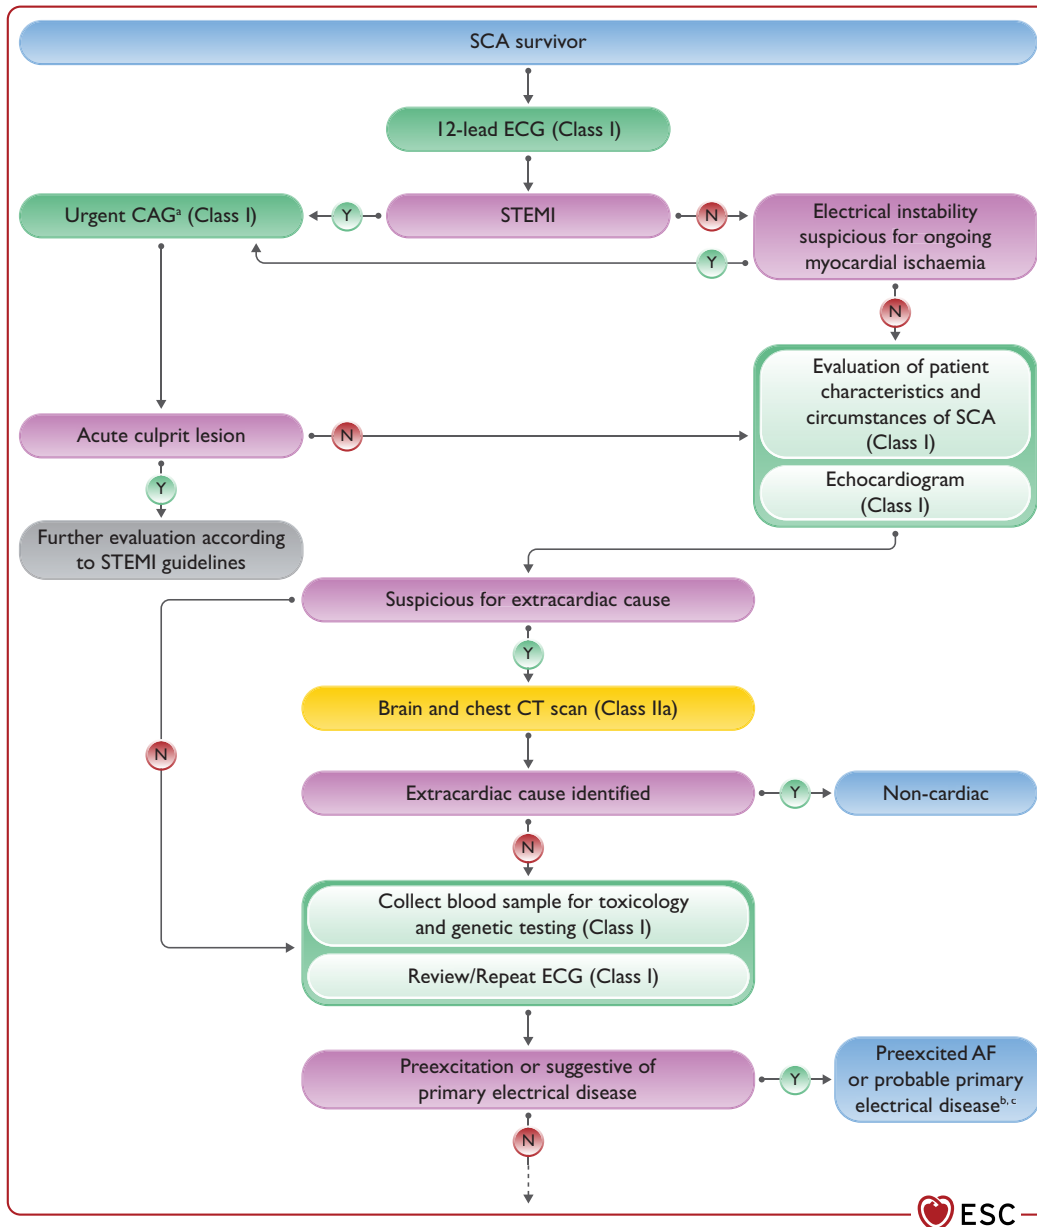 SCA survivor
12-lead ECG (Class I)
Urgent CAGᵃ (Class I)
Y
STEMI
N
Electrical instability
suspicious for ongoing
myocardial ischaemia
Y
N
Evaluation of patient
characteristics and
circumstances of SCA
(Class I)
Echocardiogram
(Class I)
Acute culprit lesion
N
Y
Further evaluation according
to STEMI guidelines
Suspicious for extracardiac cause
Y
N
Brain and chest CT scan (Class IIa)
Extracardiac cause identified
Y
Non-cardiac
N
Collect blood sample for toxicology
and genetic testing (Class I)
Review/Repeat ECG (Class I)
Preexcitation or suggestive of
primary electrical disease
Y
Preexcited AF
or probable primary
electrical diseaseᵇ,ᶜ
N
ESC